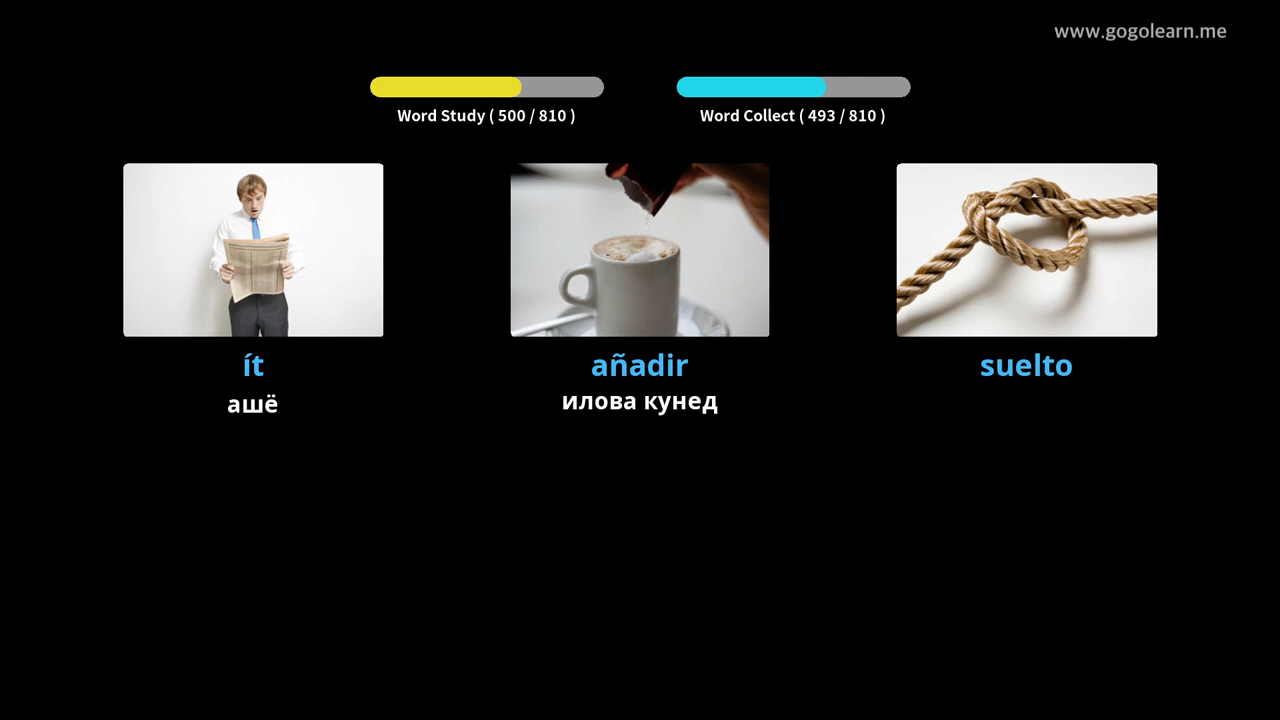 www.gogolearn.me
Word Study ( 500 / 810 )
Word Collect ( 493 / 810 )
ít
añadir
suelto
ашё
илова кунед